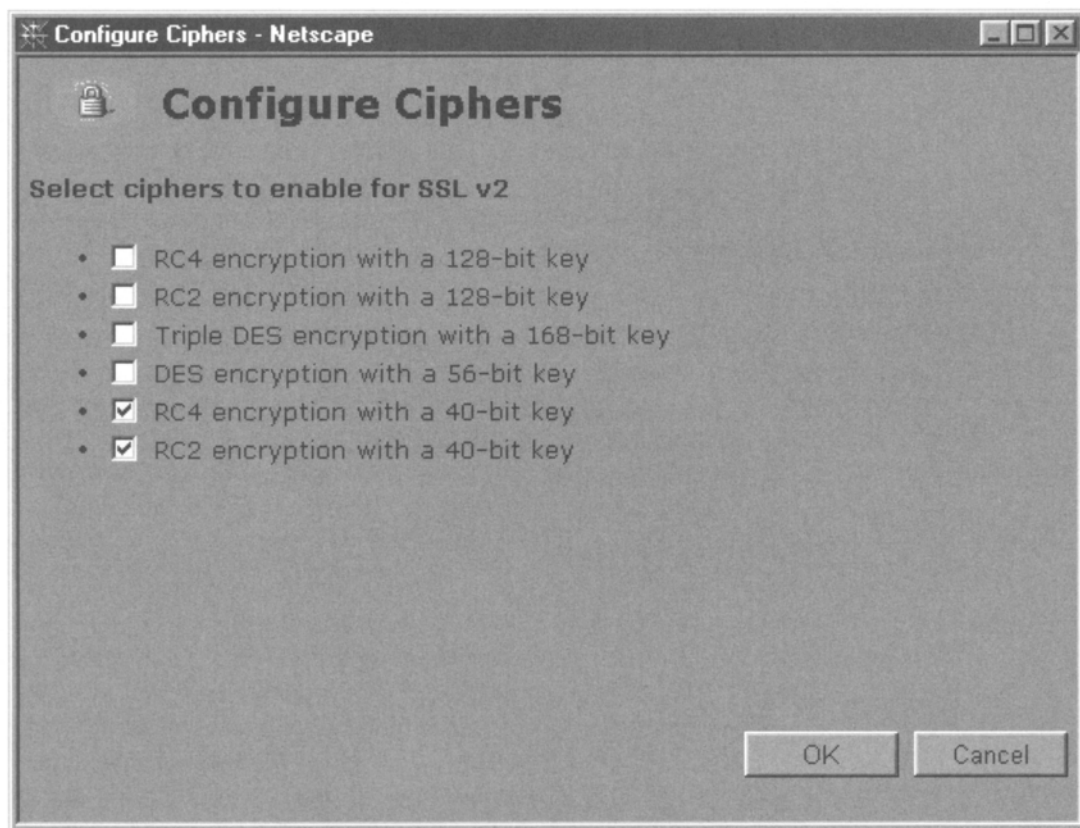 Configure Ciphers - Netscape
Configure Ciphers
Select ciphers to enable for SSL v2
RC4 encryption with a 128-bit key
RC2 encryption with a 128-bit key
Triple DES encryption with a 168-bit key
DES encryption with a 56-bit key
RC4 encryption with a 40-bit key
RC2 encryption with a 40-bit key
OK Cancel